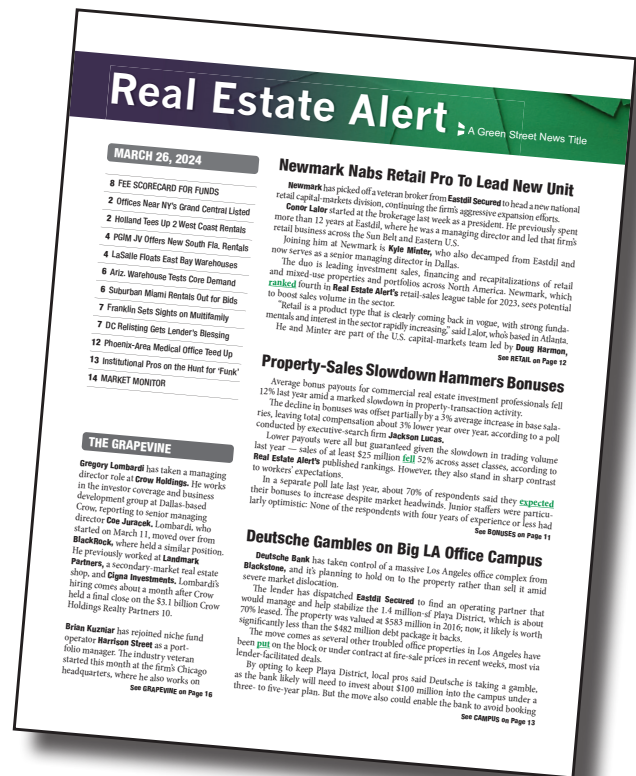 Real Estate Alert
A Green Street News Title
MARCH 26, 2024
8 FEE SCORECARD FOR FUNDS
2 Offices Near NY's Grand Central Listed
2 Holland Tees Up 2 West Coast Rentals
4 PGIM JV Offers New South Fla. Rentals
4 LaSalle Floats East Bay Warehouses
6 Ariz. Warehouse Tests Core Demand
6 Suburban Miami Rentals Out for Bids
7 Franklin Sets Sights on Multifamily
7 DC Relisting Gets Lender's Blessing
12 Phoenix-Area Medical Office Teed Up
13 Institutional Pros on the Hunt for 'Funk'
14 MARKET MONITOR
THE GRAPEVINE
Gregory Lombardi has taken a managing
director role at Crow Holdings. He works
in the investor coverage and business
development group at Dallas-based
Crow, reporting to senior managing
director Coe Juracek. Lombardi, who
started on March 11, moved over from
BlackRock, where held a similar position.
He previously worked at Landmark
Partners, a secondary-market real estate
shop, and Cigna Investments. Lombardi's
hiring comes about a month after Crow
held a final close on the $3.1 billion Crow
Holdings Realty Partners 10.
Brian Kuzniar has rejoined niche fund
operator Harrison Street as a port-
folio manager. The industry veteran
started this month at the firm's Chicago
headquarters, where he also works on
See GRAPEVINE on Page 16
Newmark Nabs Retail Pro To Lead New Unit
Newmark has picked off a veteran broker from Eastdil Secured to head a new national
retail capital-markets division, continuing the firm's aggressive expansion efforts.
Conor Lalor started at the brokerage last week as a president. He previously spent
more than 12 years at Eastdil, where he was a managing director and led that firm's
retail business across the Sun Belt and Eastern U.S.
Joining him at Newmark is Kyle Minter, who also decamped from Eastdil and
now serves as a senior managing director in Dallas.
The duo is leading investment sales, financing and recapitalizations of retail
and mixed-use properties and portfolios across North America. Newmark, which
ranked fourth in Real Estate Alert's retail-sales league table for 2023, sees potential
to boost sales volume in the sector.
"Retail is a product type that is clearly coming back in vogue, with strong funda-
mentals and interest in the sector rapidly increasing," said Lalor, who's based in Atlanta.
He and Minter are part of the U.S. capital-markets team led by Doug Harmon,
See RETAIL on Page 12
Property-Sales Slowdown Hammers Bonuses
Average bonus payouts for commercial real estate investment professionals fell
12% last year amid a marked slowdown in property-transaction activity.
The decline in bonuses was offset partially by a 3% average increase in base sala-
ries, leaving total compensation about 3% lower year over year, according to a poll
conducted by executive-search firm Jackson Lucas.
Lower payouts were all but guaranteed given the slowdown in trading volume
last year — sales of at least $25 million fell 52% across asset classes, according to
Real Estate Alert's published rankings. However, they also stand in sharp contrast
to workers' expectations.
In a separate poll late last year, about 70% of respondents said they expected
their bonuses to increase despite market headwinds. Junior staffers were particu-
larly optimistic: None of the respondents with four years of experience or less had
See BONUSES on Page 11
Deutsche Gambles on Big LA Office Campus
Deutsche Bank has taken control of a massive Los Angeles office complex from
Blackstone, and it's planning to hold on to the property rather than sell it amid
severe market dislocation.
The lender has dispatched Eastdil Secured to find an operating partner that
would manage and help stabilize the 1.4 million-sf Playa District, which is about
70% leased. The property was valued at $583 million in 2016; now, it likely is worth
significantly less than the $482 million debt package it backs.
The move comes as several other troubled office properties in Los Angeles have
been put on the block or under contract at fire-sale prices in recent weeks, most via
lender-facilitated deals.
By opting to keep Playa District, local pros said Deutsche is taking a gamble,
as the bank likely will need to invest about $100 million into the campus under a
three- to five-year plan. But the move also could enable the bank to avoid booking
See CAMPUS on Page 13